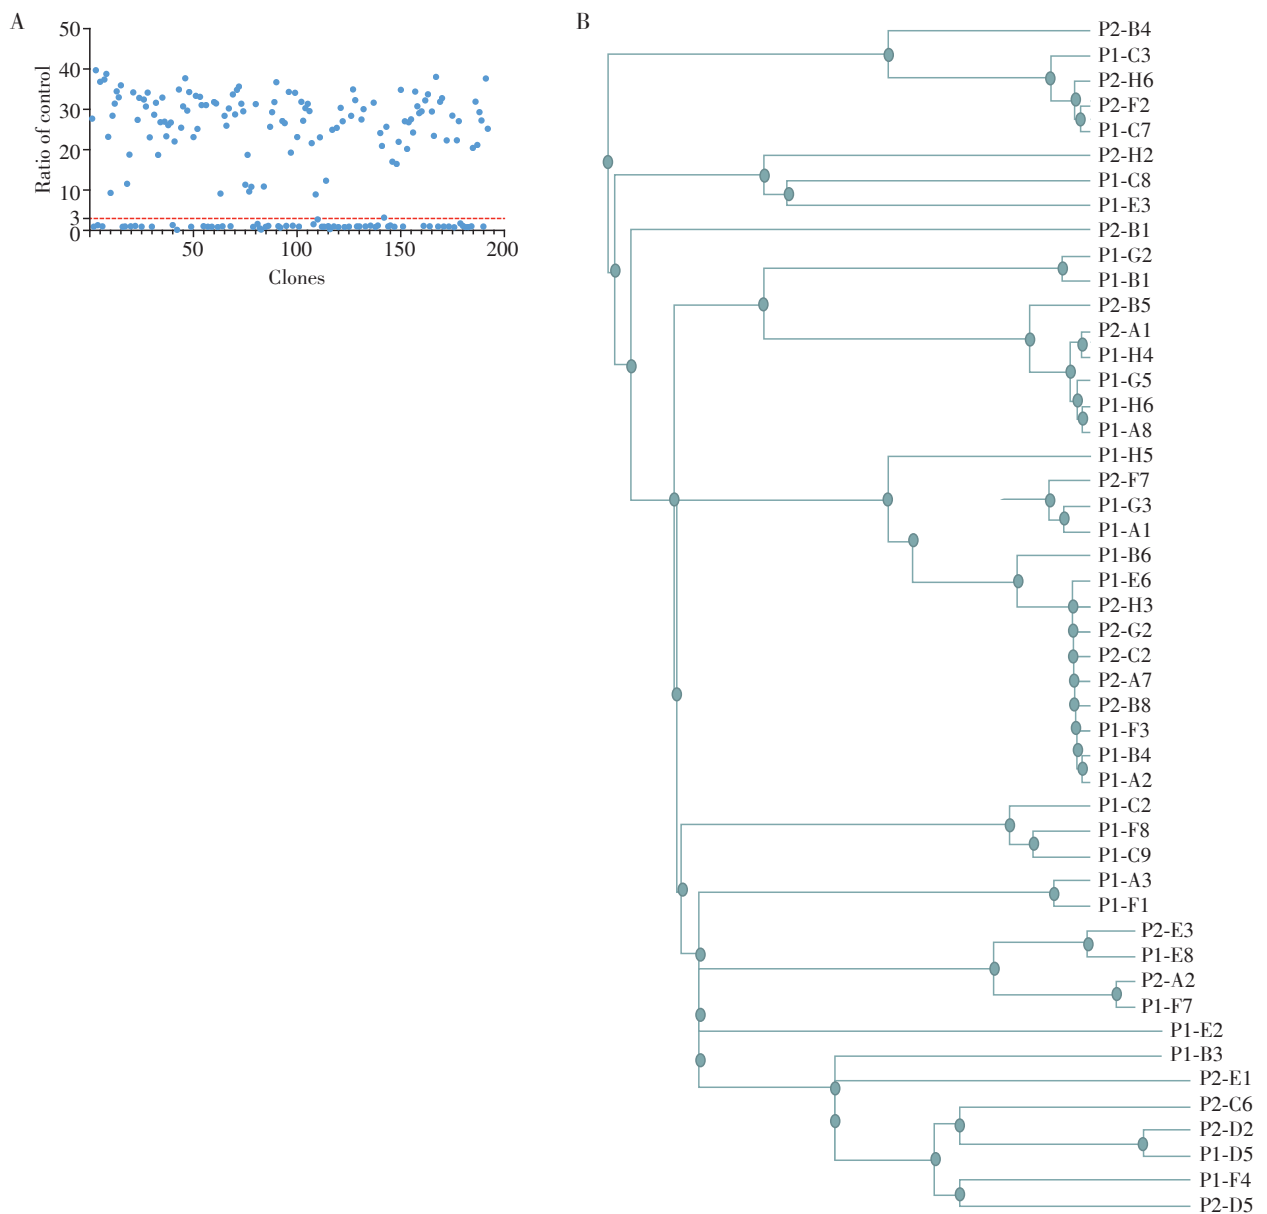 A
50
40
30
20
10
3
0
Ratio of control
50
100
150
200
Clones
B
P2-B4
P1-C3
P2-H6
P2-F2
P1-C7
P2-H2
P1-C8
P1-E3
P2-B1
P1-G2
P1-B1
P2-B5
P2-A1
P1-H4
P1-G5
P1-H6
P1-A8
P1-H5
P2-F7
P1-G3
P1-A1
P1-B6
P1-E6
P2-H3
P2-G2
P2-C2
P2-A7
P2-B8
P1-F3
P1-B4
P1-A2
P1-C2
P1-F8
P1-C9
P1-A3
P1-F1
P2-E3
P1-E8
P2-A2
P1-F7
P1-E2
P1-B3
P2-E1
P2-C6
P2-D2
P1-D5
P1-F4
P2-D5